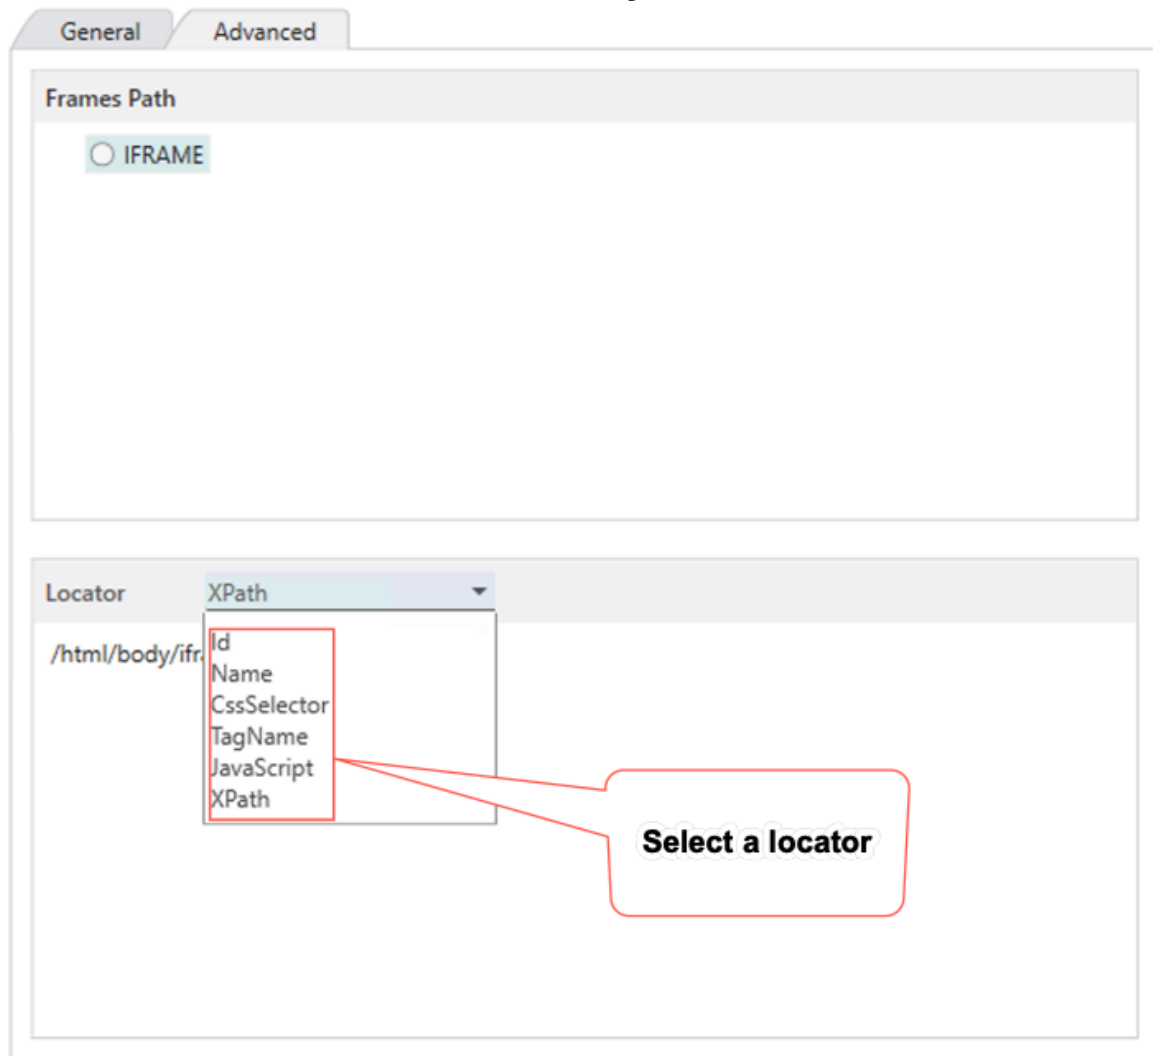 General Advanced
Frames Path
IFRAME
Locator XPath
/html/body/ifr
Id
Name
CssSelector
TagName
JavaScript
XPath
Select a locator